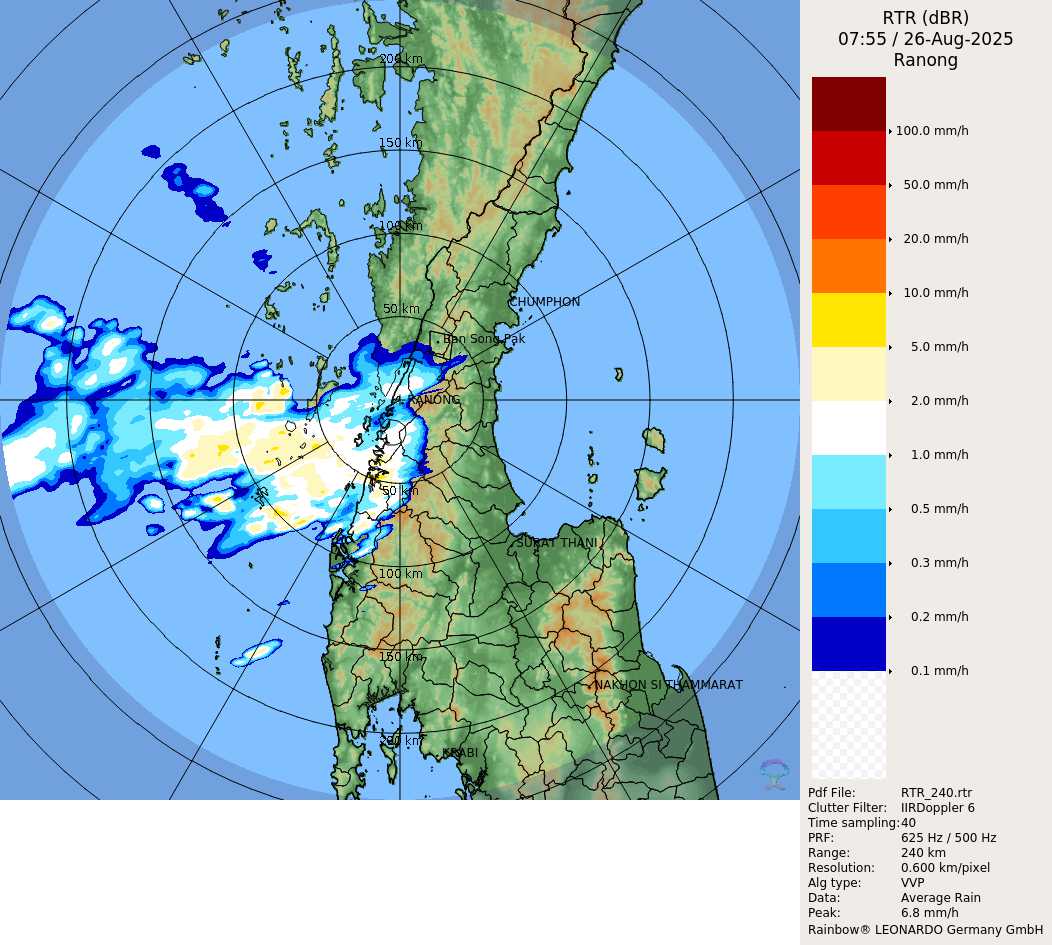 RTR (dBR)
07:55 / 26-Aug-2025
Ranong
200 km
150 km
100 km
50 km
CHUMPHON
Ban Song Pak
RANONG
50 km
SURAT THANI
100 km
150 km
NAKHON SI THAMMARAT
200 km
KRABI
100.0 mm/h
50.0 mm/h
20.0 mm/h
10.0 mm/h
5.0 mm/h
2.0 mm/h
1.0 mm/h
0.5 mm/h
0.3 mm/h
0.2 mm/h
0.1 mm/h
Pdf File: RTR_240.rtr
Clutter Filter: IIRDoppler 6
Time sampling:40
PRF: 625 Hz / 500 Hz
Range: 240 km
Resolution: 0.600 km/pixel
Alg type: VVP
Data: Average Rain
Peak: 6.8 mm/h
Rainbow® LEONARDO Germany GmbH